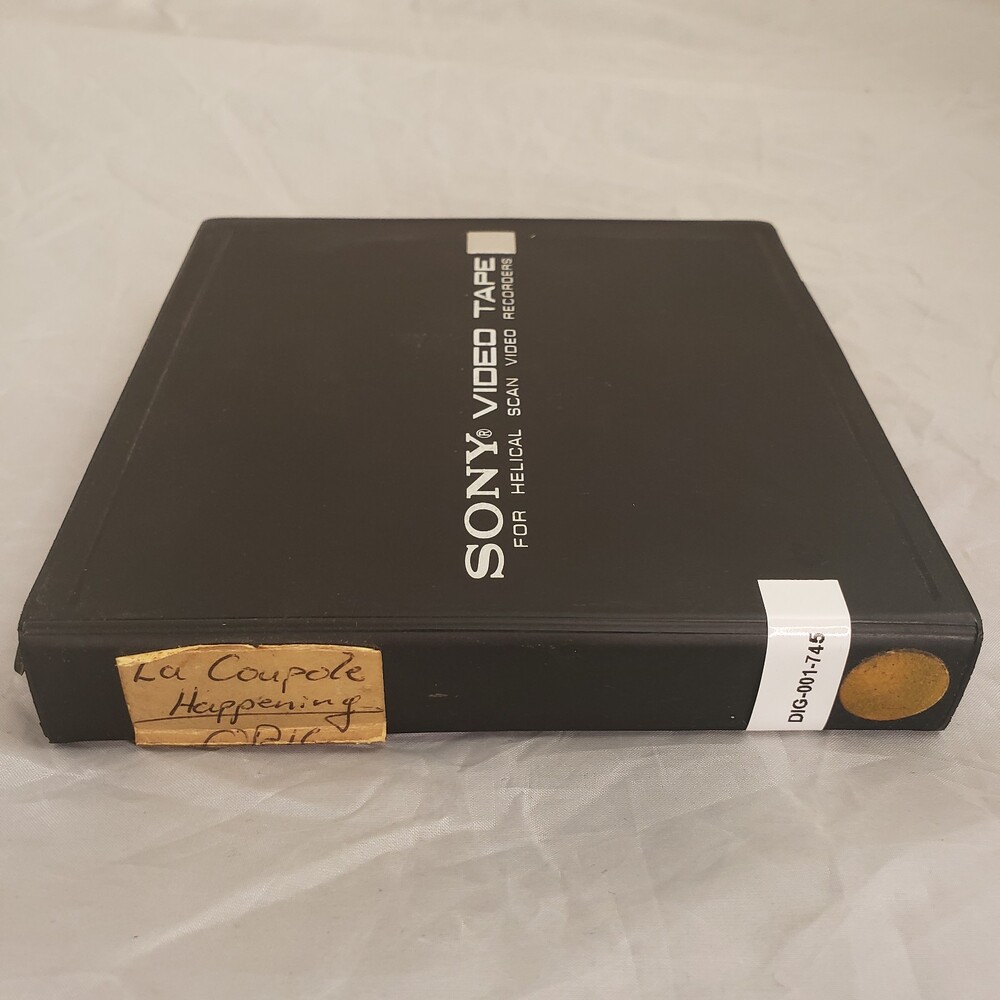 SONY® VIDEO TAPE
FOR HELICAL SCAN VIDEO RECORDERS
La Coupole
Happening
DIG-001-745